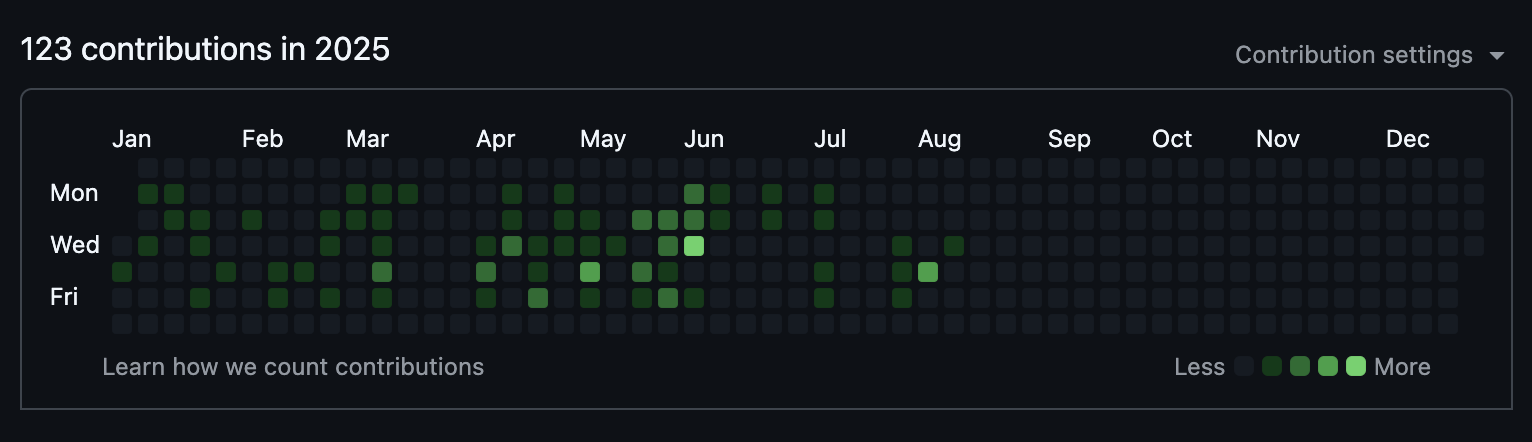 123 contributions in 2025
Contribution settings
Jan Feb Mar Apr May Jun Jul Aug Sep Oct Nov Dec
Mon
Wed
Fri
Learn how we count contributions
Less More